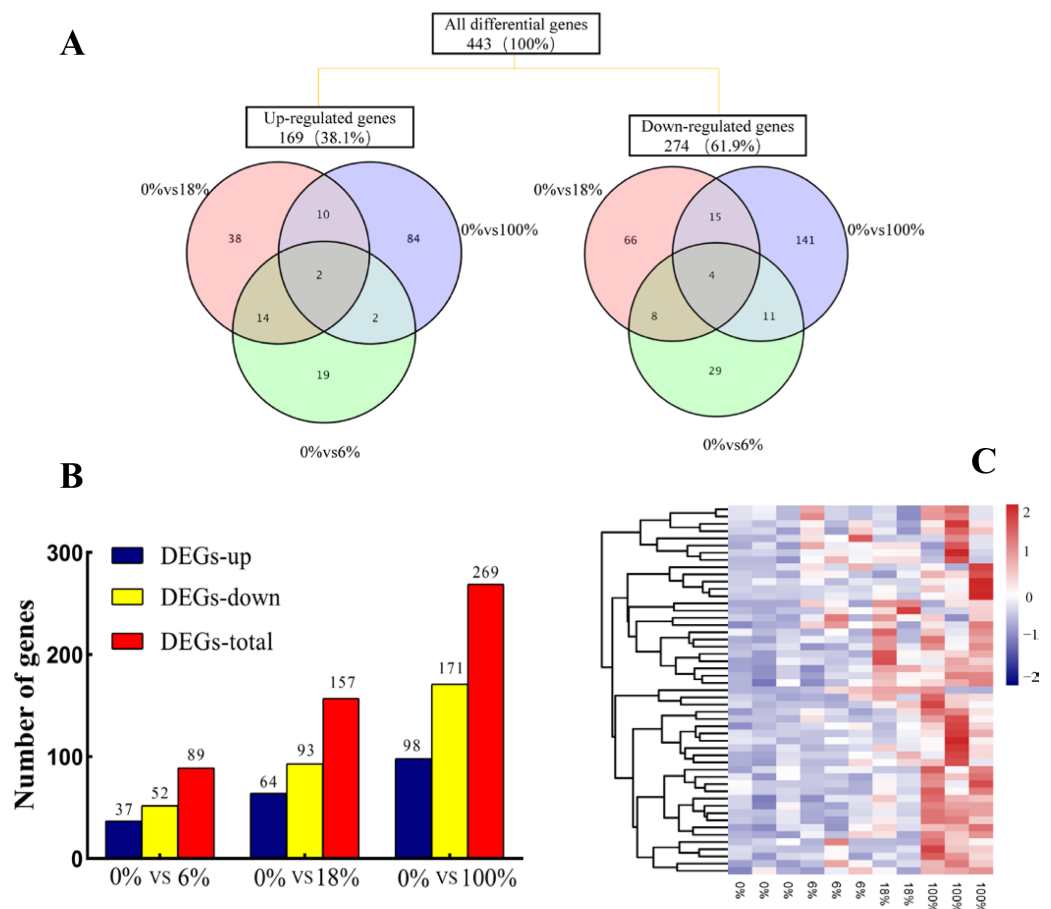 A
All differential genes
443（100%）
Up-regulated genes
169（38.1%）
Down-regulated genes
274（61.9%）
0%vs18%
10
38
84
0%vs100%
2
14
2
19
0%vs6%
0%vs18%
15
66
141
0%vs100%
4
8
11
29
0%vs6%
B
Number of genes
300
200
100
0
DEGs-up
DEGs-down
DEGs-total
37
52
89
64
93
157
98
171
269
0% VS 6%
0% VS 18%
0% VS 100%
C
2
1
0
−1
−2
0%
0%
0%
6%
6%
6%
18%
18%
100%
100%
100%